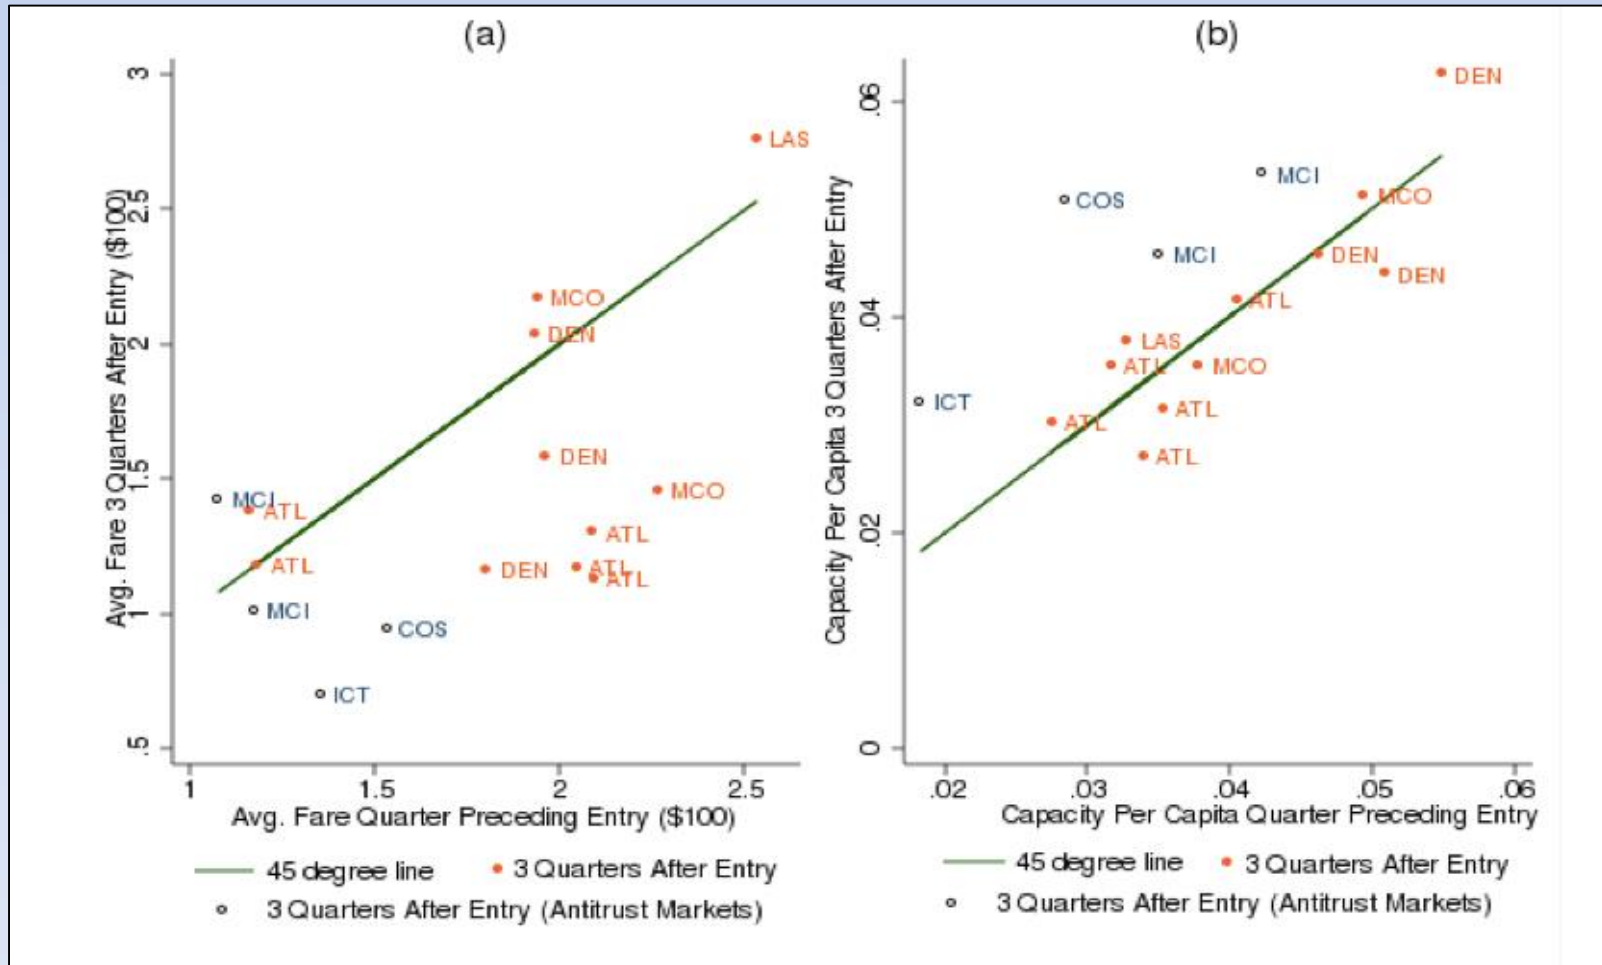 (a)
Avg. Fare 3 Quarters After Entry ($100)
3
2.5
2
1.5
1
.5
LAS
MCO
DEN
DEN
MCO
MCI
ATL
ATL
ATL
DEN
ATL
ATL
MCI
COS
ICT
1
1.5
2
2.5
Avg. Fare Quarter Preceding Entry ($100)
45 degree line
3 Quarters After Entry
3 Quarters After Entry (Antitrust Markets)
(b)
Capacity Per Capita 3 Quarters After Entry
.06
.04
.02
0
DEN
MCI
COS
MCO
MCI
DEN
DEN
ATL
LAS
ATL
MCO
ICT
ATL
ATL
ATL
.02
.03
.04
.05
.06
Capacity Per Capita Quarter Preceding Entry
45 degree line
3 Quarters After Entry
3 Quarters After Entry (Antitrust Markets)